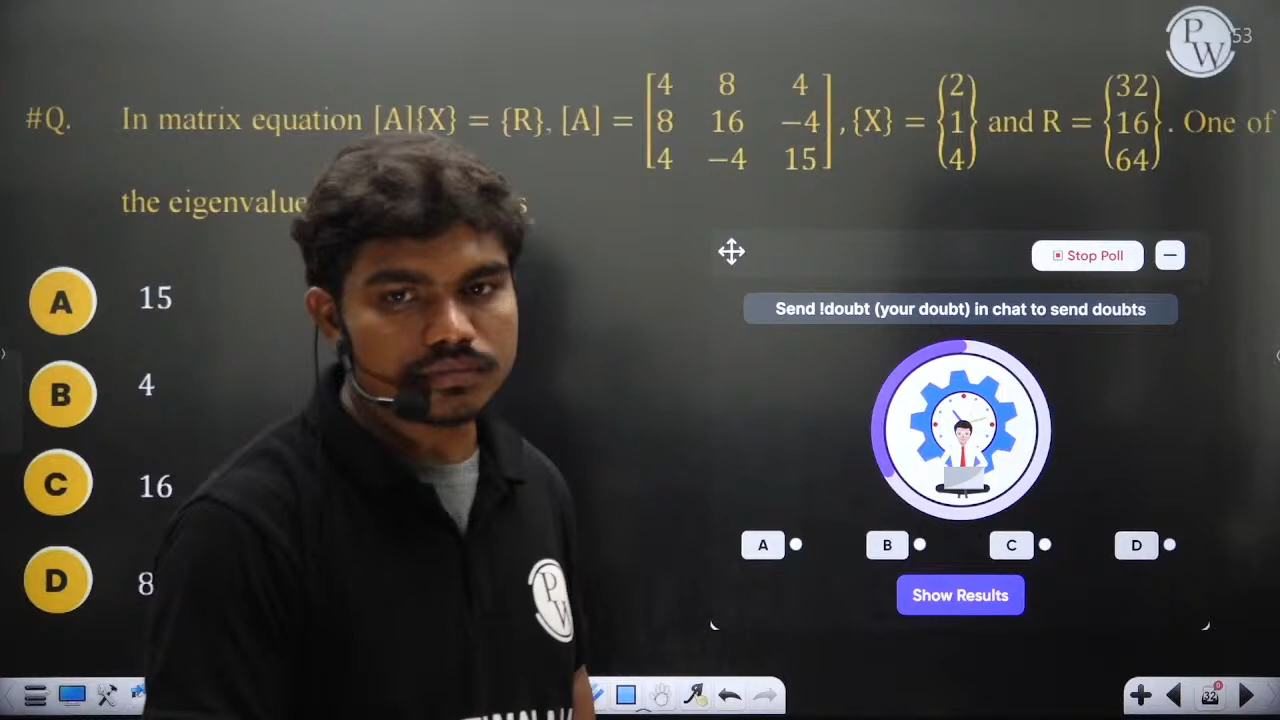 P W 53
#Q. In matrix equation [A]{X} = {R}, [A] = [4 8 4; 8 16 −4; 4 −4 15], {X} = {2; 1; 4} and R = {32; 16; 64}. One of
the eigenvalue
Stop Poll
Send !doubt (your doubt) in chat to send doubts
A 15
B 4
C 16
D 8
A B C D
Show Results
P W
32